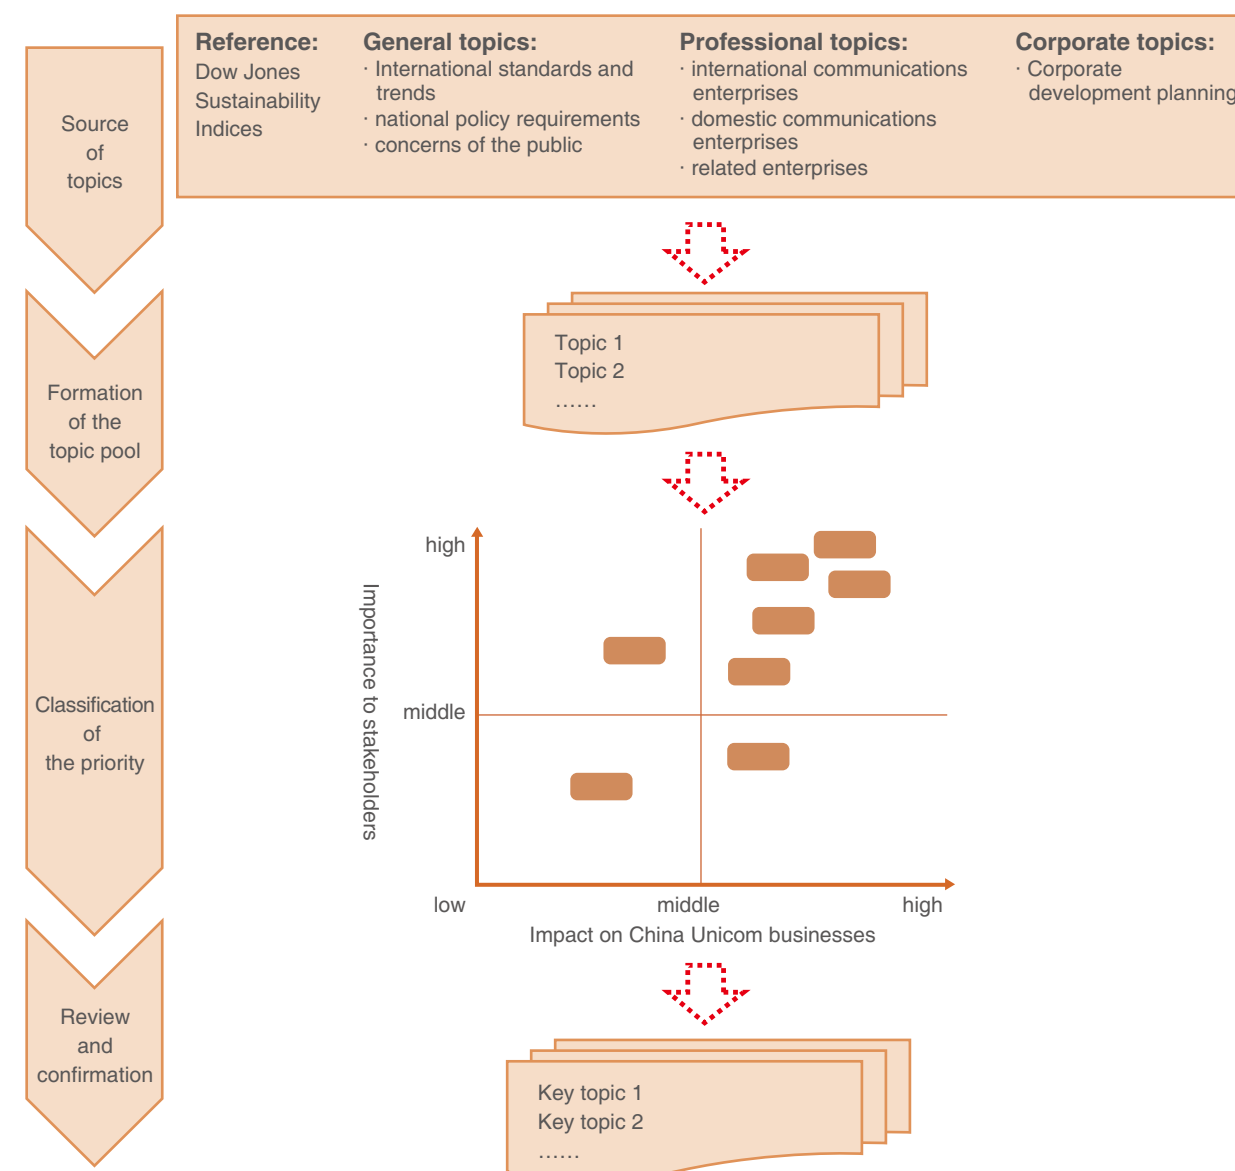 Source
of
topics
Reference:
Dow Jones
Sustainability
Indices
General topics:
· International standards and
trends
· national policy requirements
· concerns of the public
Professional topics:
· international communications
enterprises
· domestic communications
enterprises
· related enterprises
Corporate topics:
· Corporate
development planning
Formation
of the
topic pool
Topic 1
Topic 2
……
Classification
of
the priority
Importance to stakeholders
high
middle
low
middle
high
Impact on China Unicom businesses
Review
and
confirmation
Key topic 1
Key topic 2
……